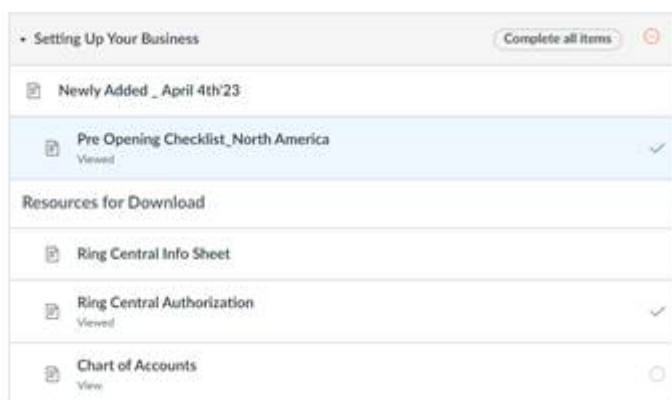 Setting Up Your Business
Complete all items
Newly Added _ April 4th'23
Pre Opening Checklist_North America
Viewed
Resources for Download
Ring Central Info Sheet
Ring Central Authorization
Viewed
Chart of Accounts
View